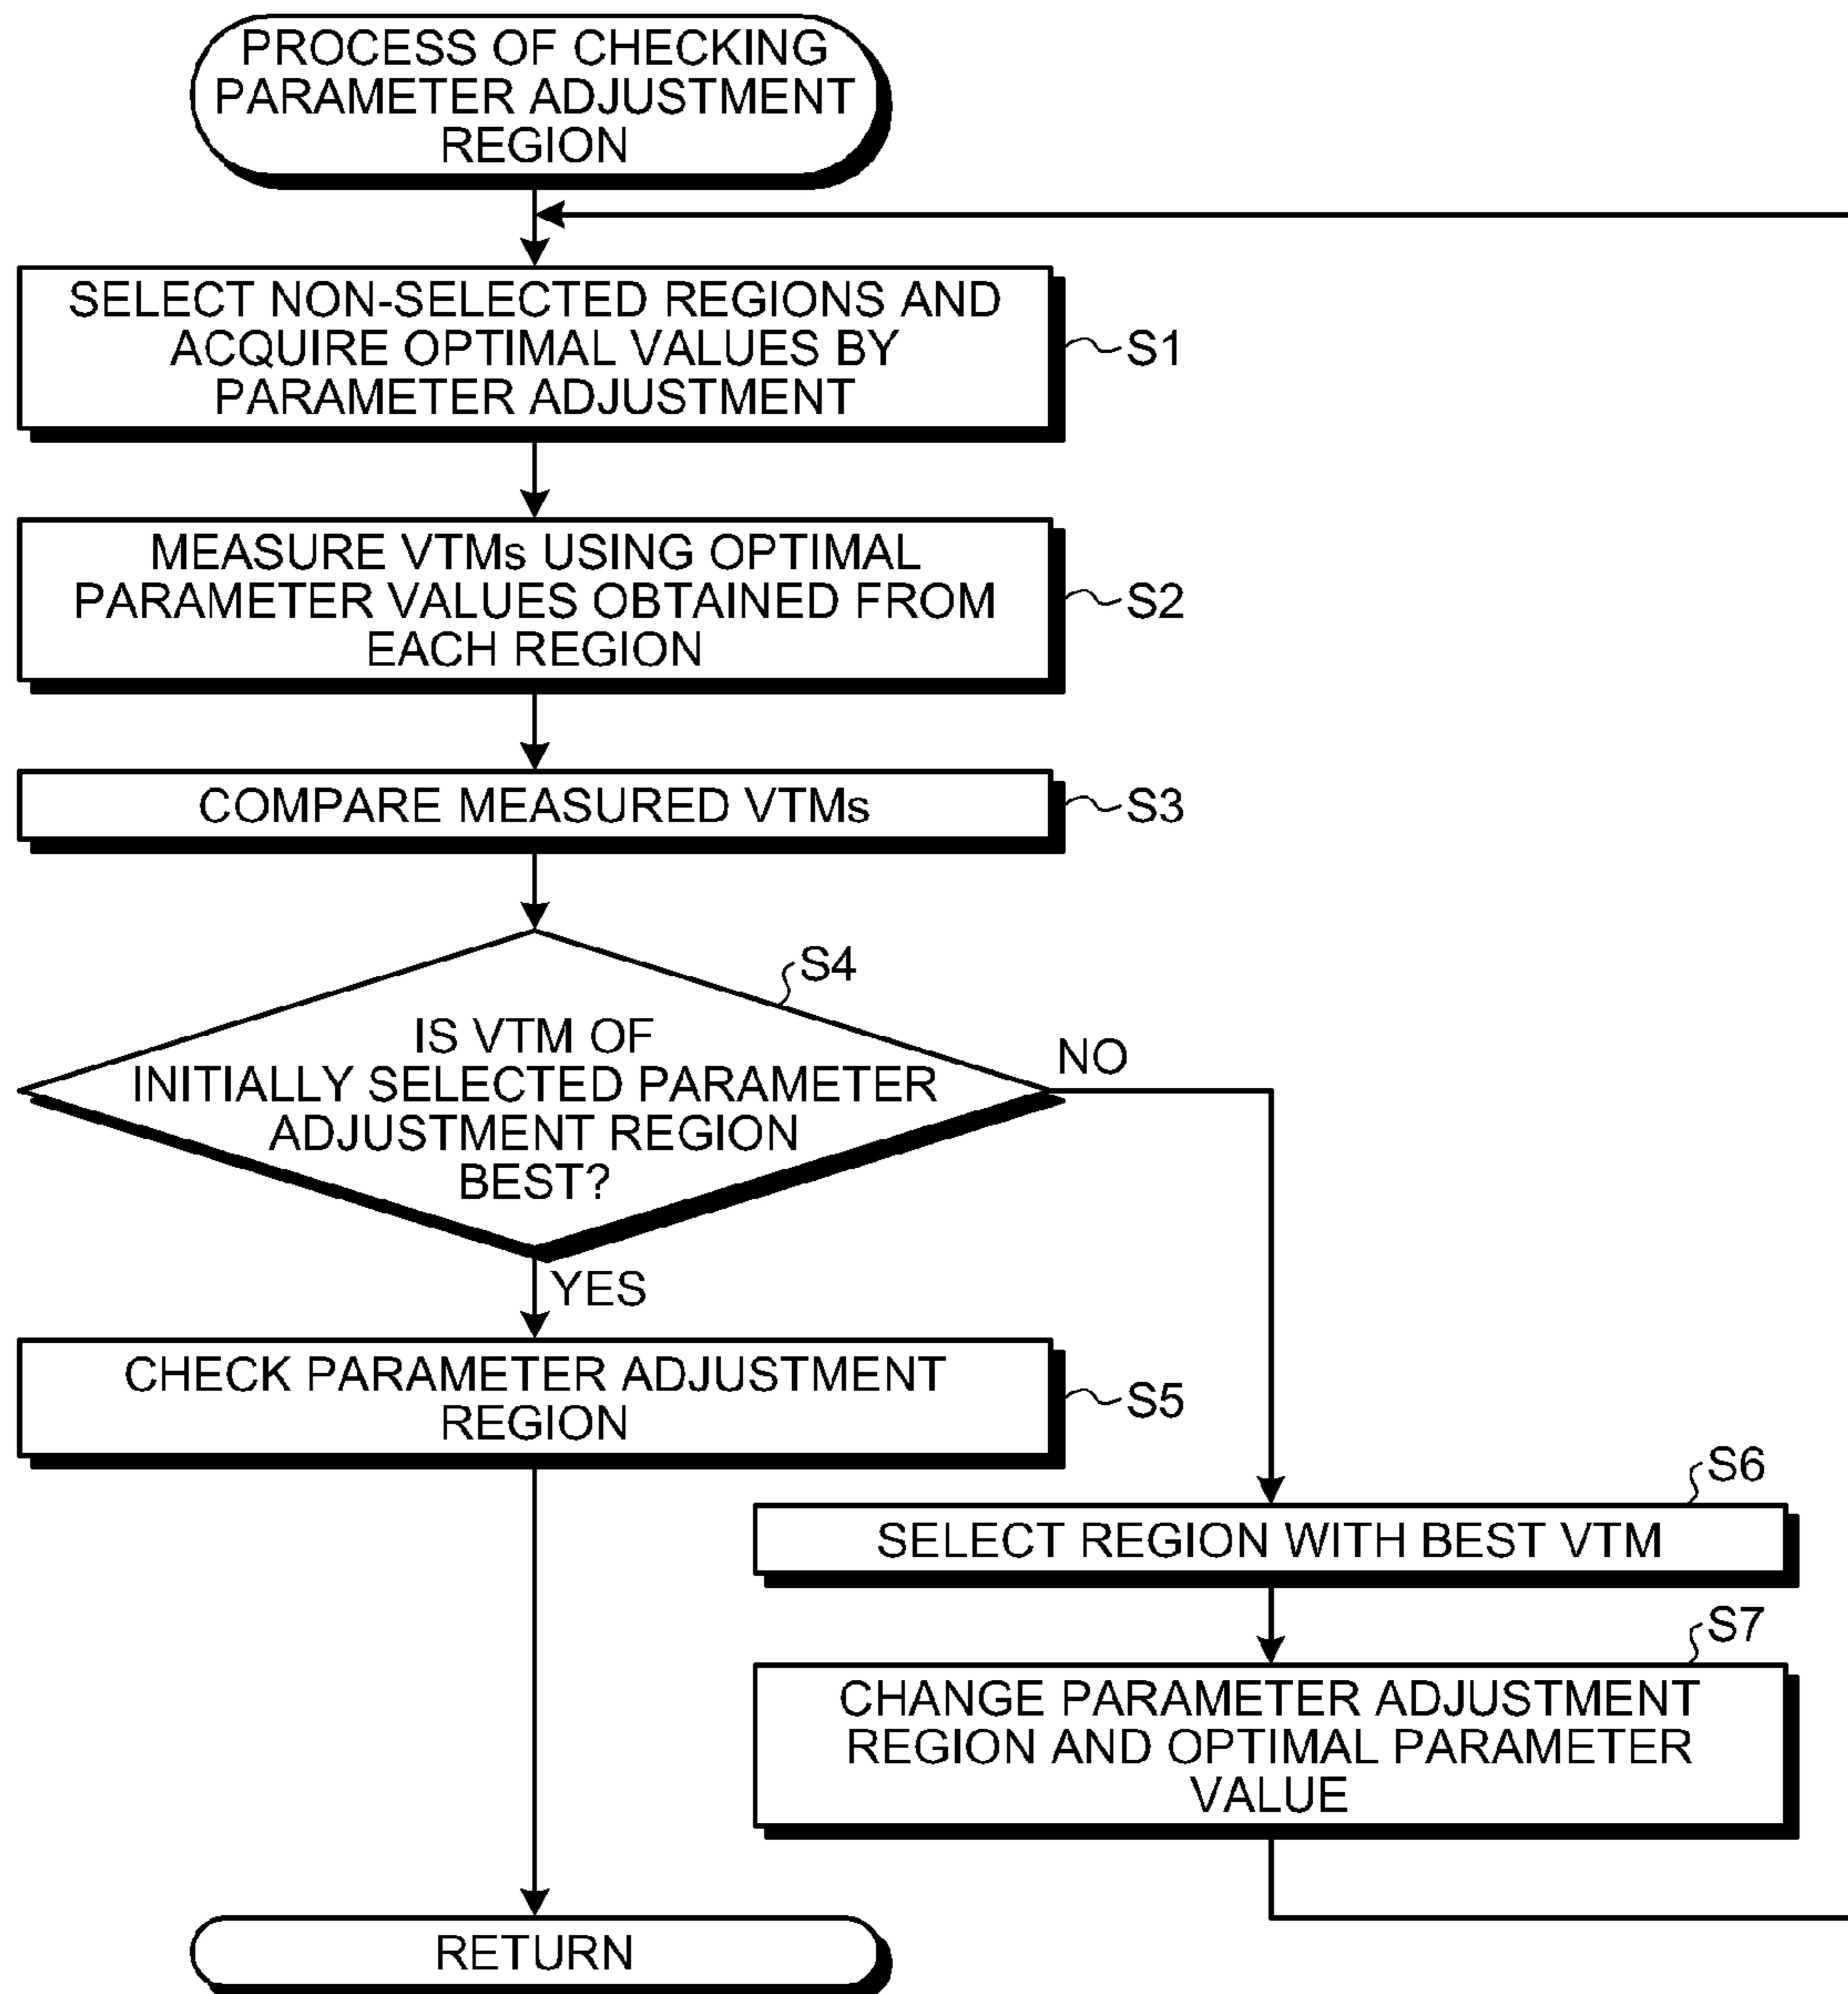 PROCESS OF CHECKING
PARAMETER ADJUSTMENT
REGION
SELECT NON-SELECTED REGIONS AND
ACQUIRE OPTIMAL VALUES BY
PARAMETER ADJUSTMENT
S1
MEASURE VTMs USING OPTIMAL
PARAMETER VALUES OBTAINED FROM
EACH REGION
S2
COMPARE MEASURED VTMs
S3
S4
IS VTM OF
INITIALLY SELECTED PARAMETER
ADJUSTMENT REGION
BEST?
NO
YES
CHECK PARAMETER ADJUSTMENT
REGION
S5
S6
SELECT REGION WITH BEST VTM
S7
CHANGE PARAMETER ADJUSTMENT
REGION AND OPTIMAL PARAMETER
VALUE
RETURN